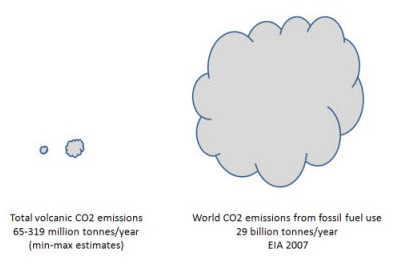 Total volcanic CO2 emissions
65-319 million tonnes/year
(min-max estimates)
World CO2 emissions from fossil fuel use
29 billion tonnes/year
EIA 2007